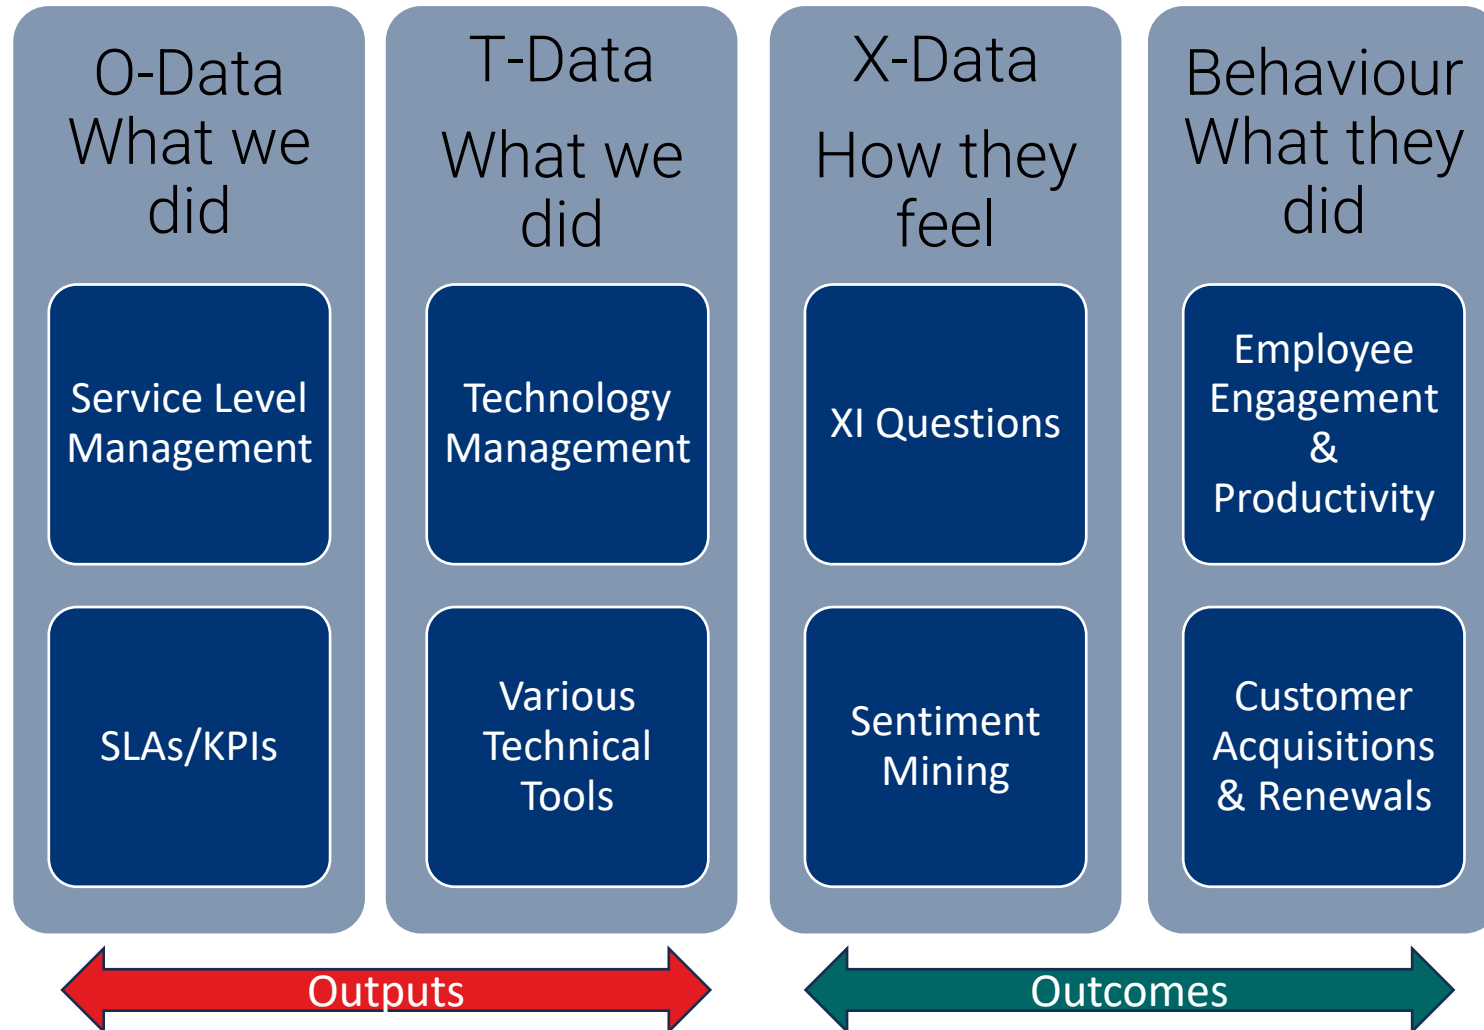 O-Data
What we
did
Service Level
Management
SLAs/KPIs
T-Data
What we
did
Technology
Management
Various
Technical
Tools
X-Data
How they
feel
XI Questions
Sentiment
Mining
Behaviour
What they
did
Employee
Engagement
&
Productivity
Customer
Acquisitions
& Renewals
Outputs
Outcomes